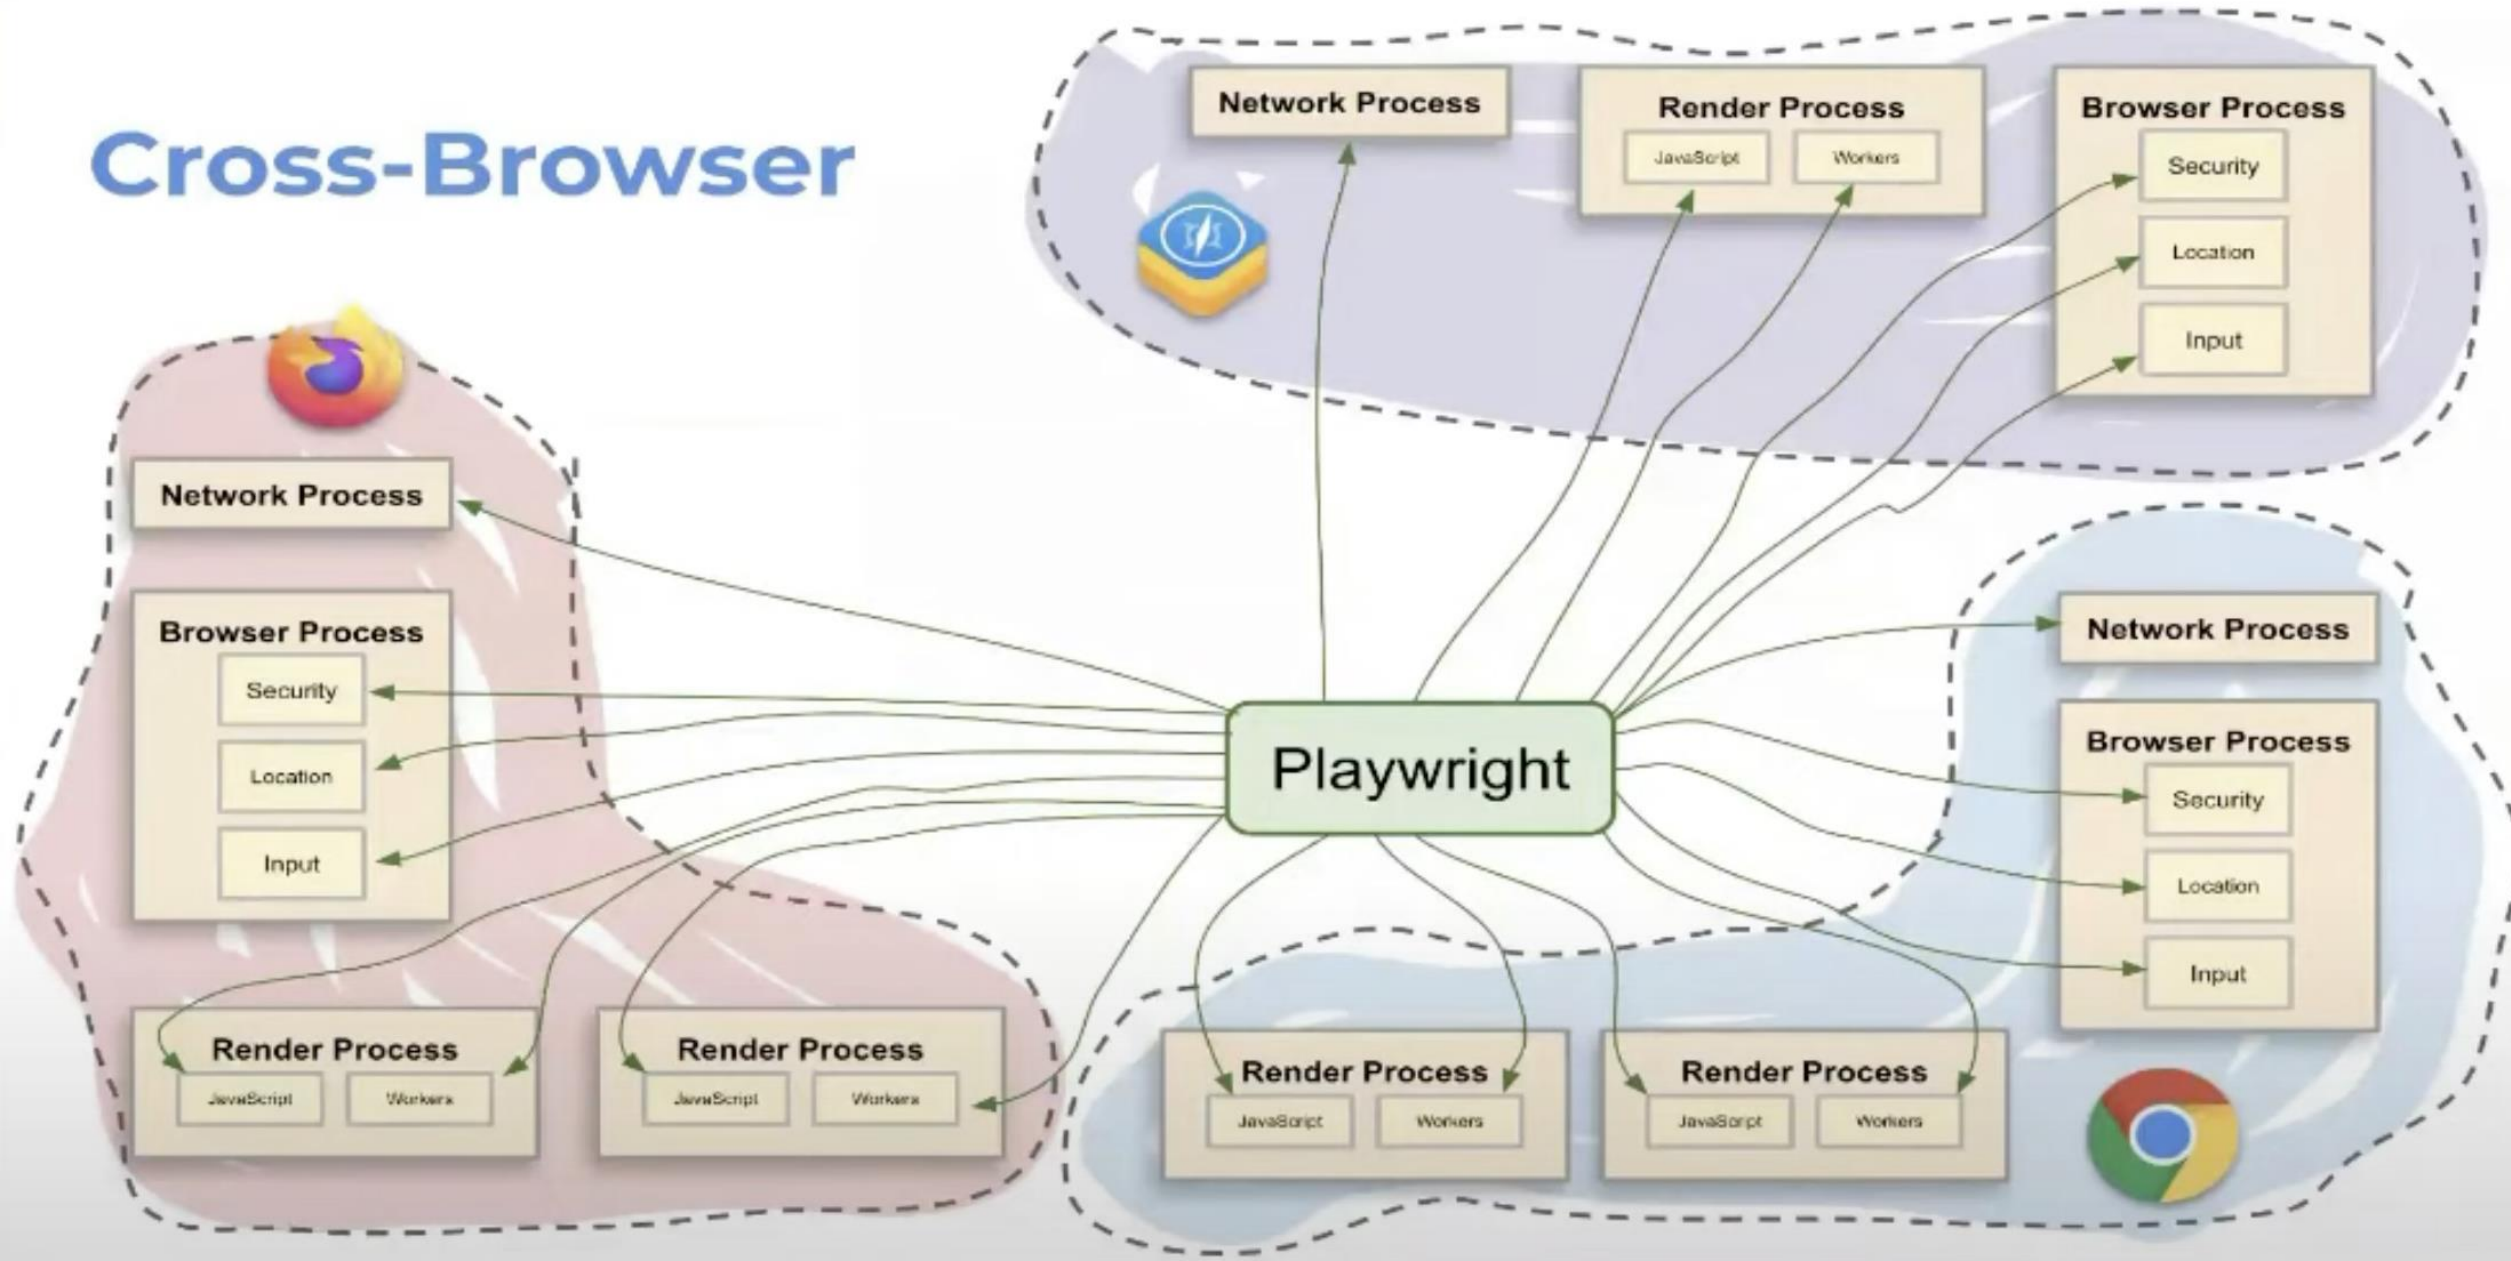 Cross-Browser
Network Process
Render Process
JavaScript
Workers
Browser Process
Security
Location
Input
Network Process
Browser Process
Security
Location
Input
Render Process
JavaScript
Workers
Render Process
JavaScript
Workers
Playwright
Network Process
Browser Process
Security
Location
Input
Render Process
JavaScript
Workers
Render Process
JavaScript
Workers